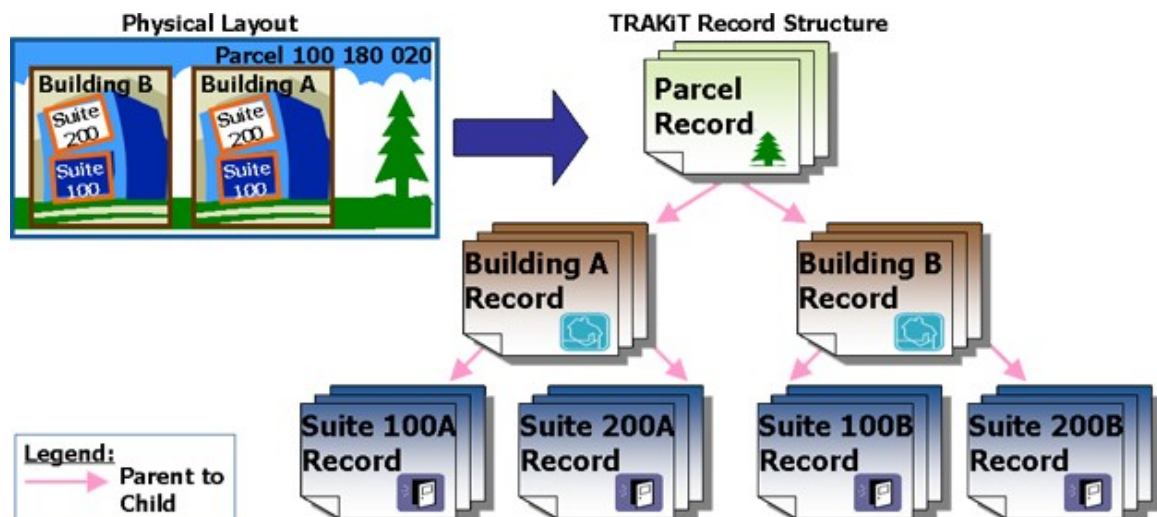 Physical Layout
TRAKiT Record Structure
Parcel 100 180 020
Building B
Building A
Suite
200
Suite
100
Suite
200
Suite
100
Parcel
Record
Building A
Record
Building B
Record
Suite 100A
Record
Suite 200A
Record
Suite 100B
Record
Suite 200B
Record
Legend:
Parent to
Child